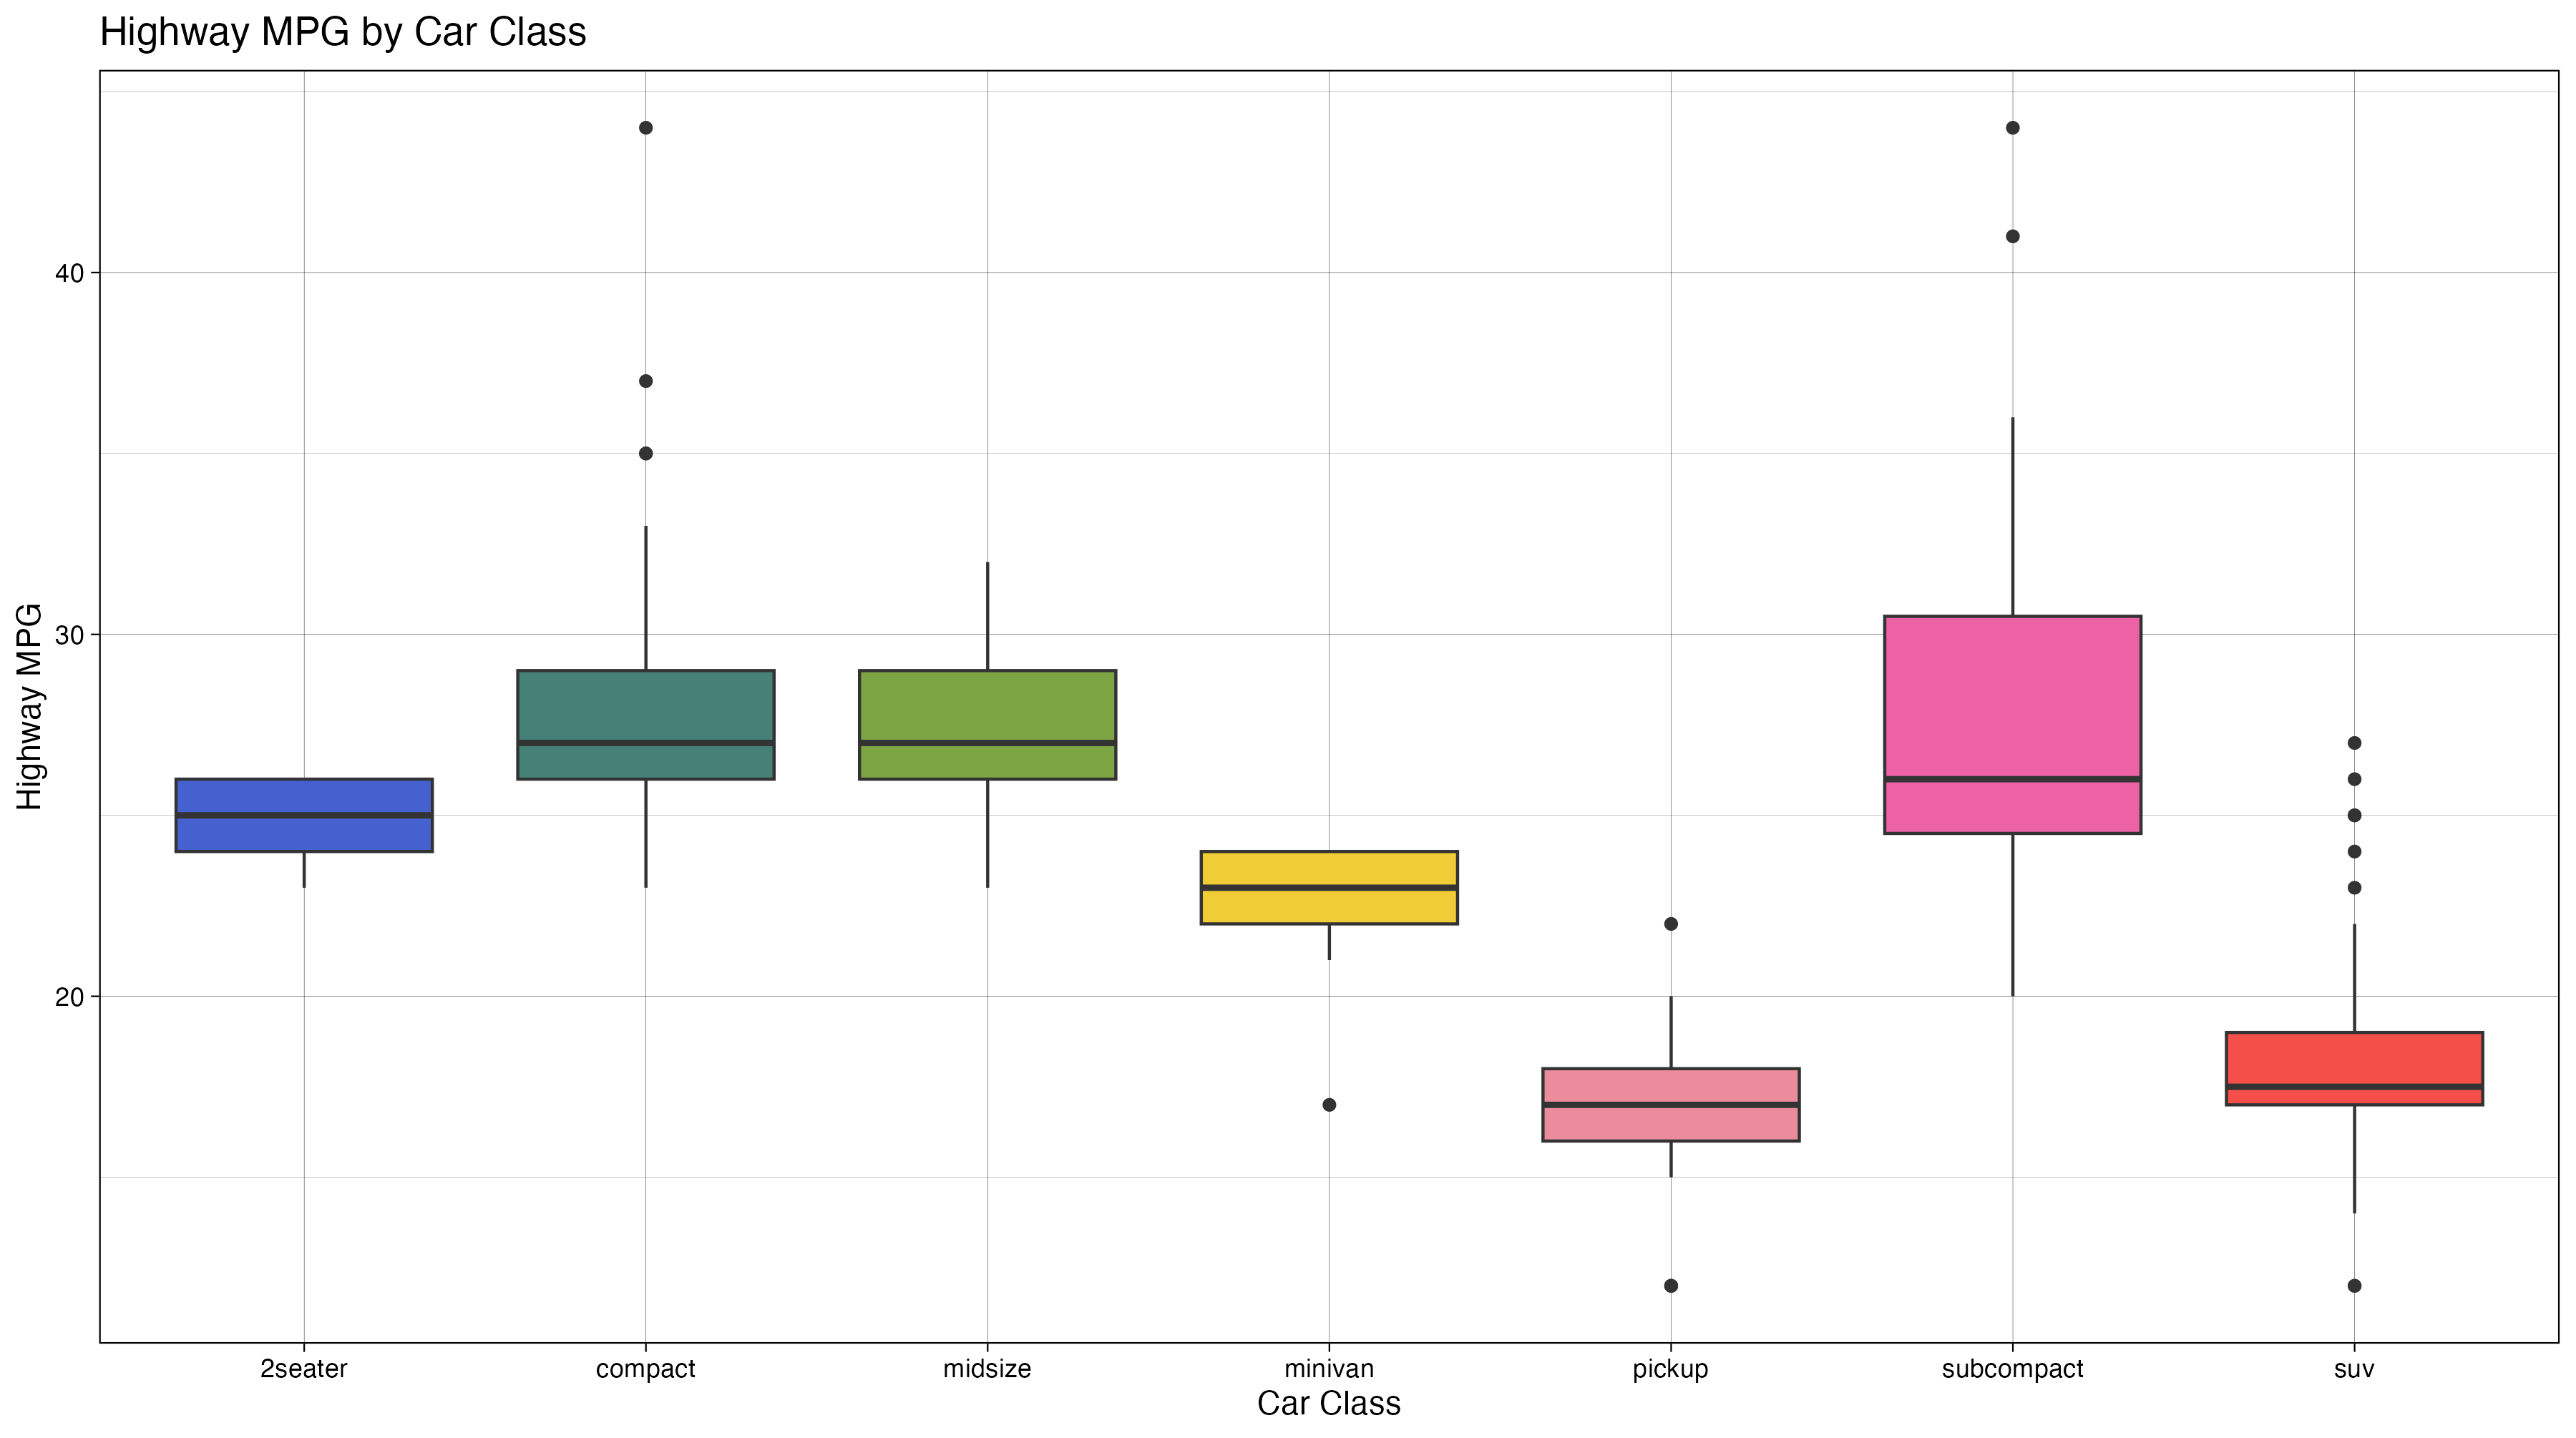 Highway MPG by Car Class
Highway MPG
40
30
20
2seater compact midsize minivan pickup subcompact suv
Car Class